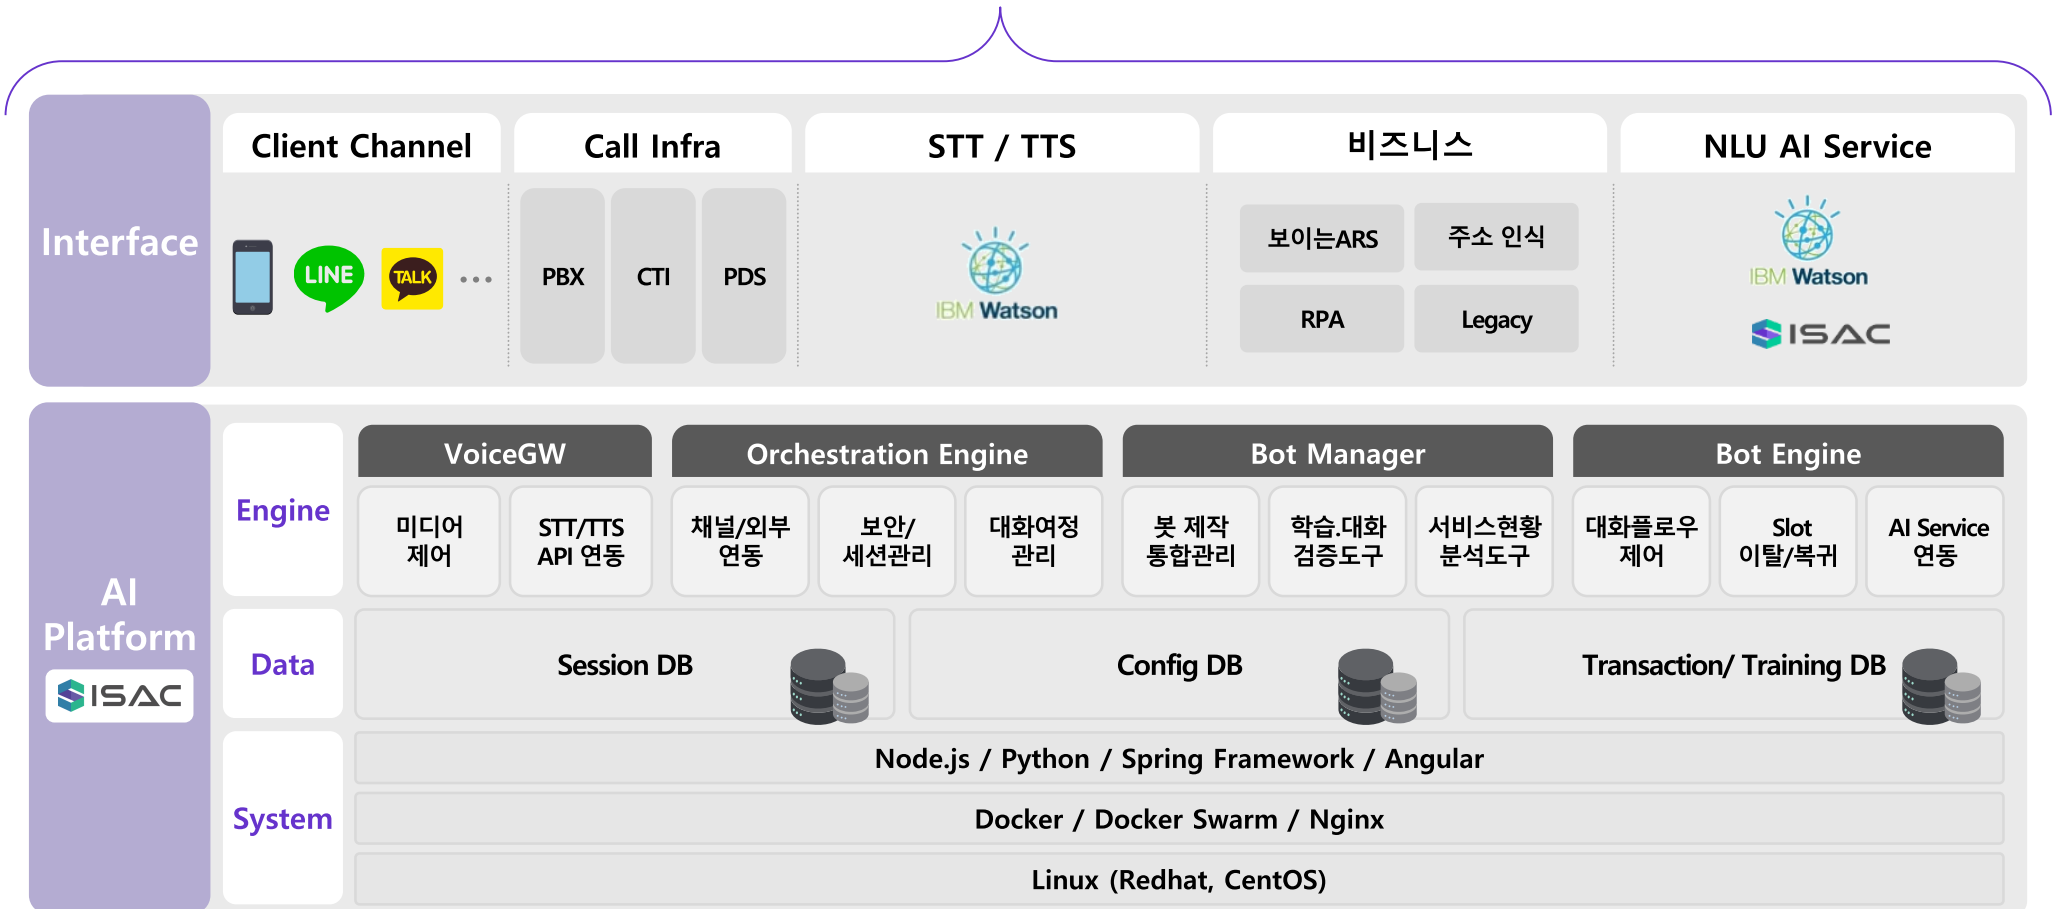 Interface
Client Channel
Call Infra
STT / TTS
비즈니스
NLU AI Service
LINE
TALK
...
PBX
CTI
PDS
IBM Watson
보이는ARS
주소 인식
RPA
Legacy
IBM Watson
ISAC
AI
Platform
ISAC
Engine
VoiceGW
미디어
제어
STT/TTS
API 연동
Orchestration Engine
채널/외부
연동
보안/
세션관리
대화여정
관리
Bot Manager
봇 제작
통합관리
학습.대화
검증도구
서비스현황
분석도구
Bot Engine
대화플로우
제어
Slot
이탈/복귀
AI Service
연동
Data
Session DB
Config DB
Transaction/ Training DB
System
Node.js / Python / Spring Framework / Angular
Docker / Docker Swarm / Nginx
Linux (Redhat, CentOS)